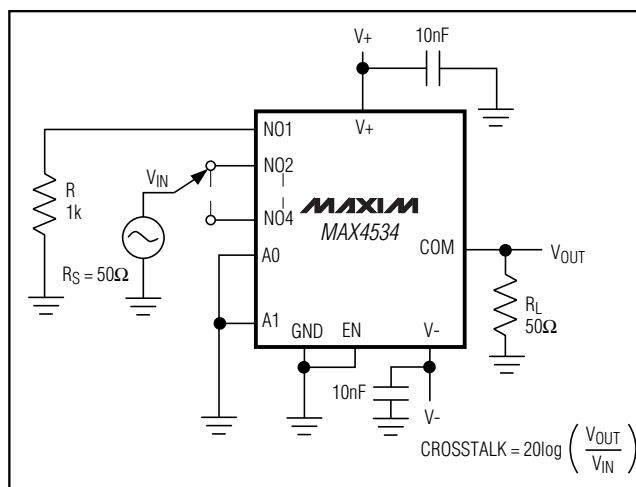 V+
10nF
V+
NO1
NO2
V_IN
R
1k
NO4
MAXIM
MAX4534
A0
COM
V_OUT
R_S = 50Ω
R_L
50Ω
A1
GND
EN
V-
10nF
V-
CROSSTALK = 20log ( V_OUT / V_IN )